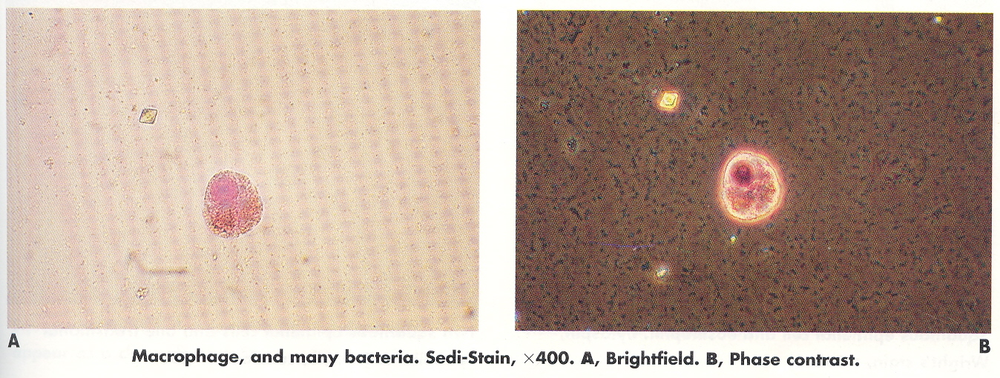 A
B
Macrophage, and many bacteria. Sedi-Stain, ×400. A, Brightfield. B, Phase contrast.